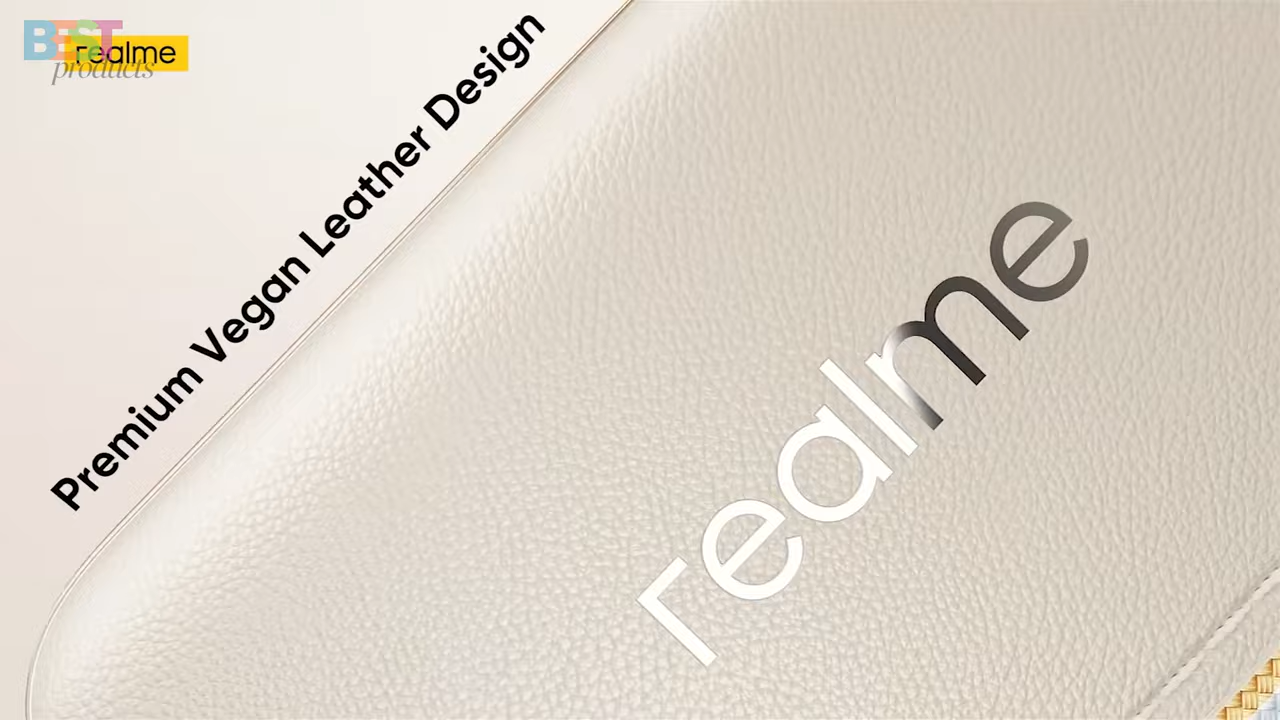 BEST
realme
products
Premium Vegan Leather Design
realme